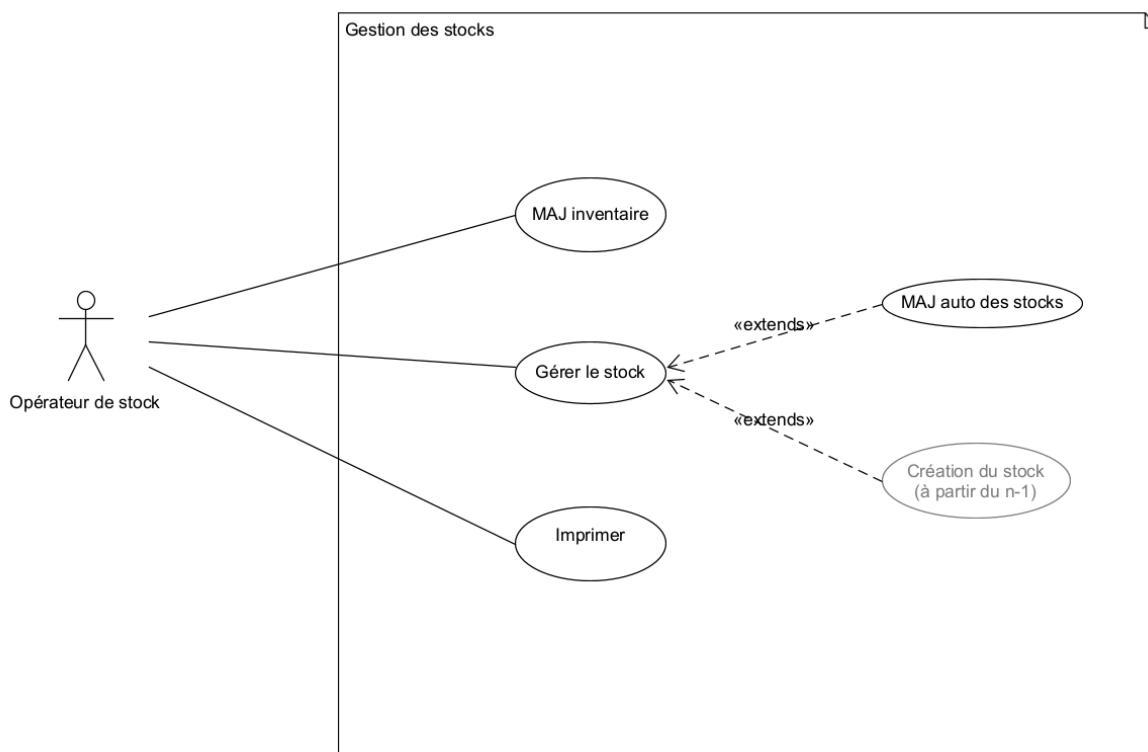 Gestion des stocks
MAJ inventaire
MAJ auto des stocks
«extends»
Gérer le stock
Opérateur de stock
«extends»
Création du stock
(à partir du n-1)
Imprimer